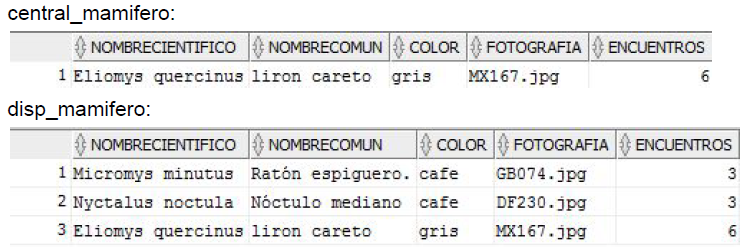 central_mamifero:
NOMBRECIENTIFICO NOMBRECOMUN COLOR FOTOGRAFIA ENCUENTROS
1 Eliomys quercinus liron careto gris MX167.jpg 6
disp_mamifero:
NOMBRECIENTIFICO NOMBRECOMUN COLOR FOTOGRAFIA ENCUENTROS
1 Micromys minutus Ratón espiguero. cafe GB074.jpg 3
2 Nyctalus noctula Nóctulo mediano cafe DF230.jpg 3
3 Eliomys quercinus liron careto gris MX167.jpg 6